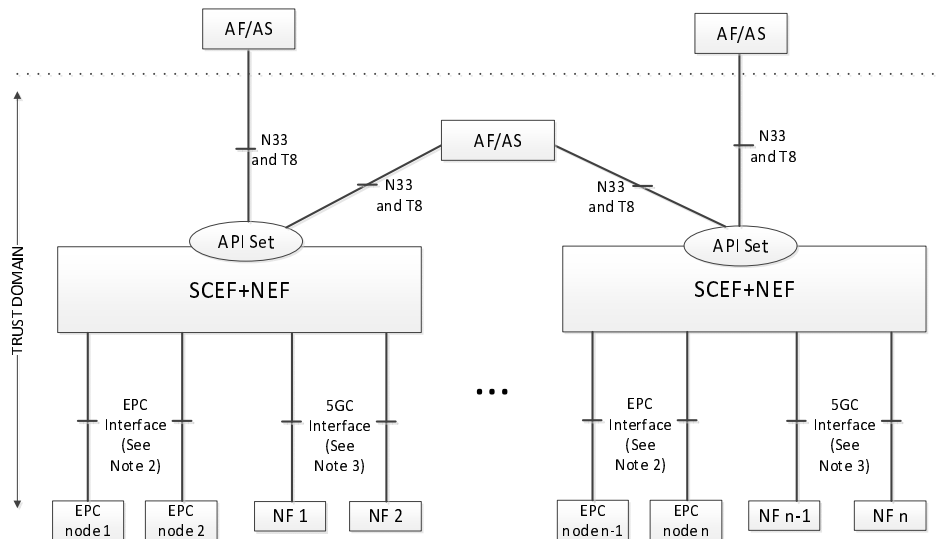 AF/AS
AF/AS
N33
and T8
AF/AS
N33
and T8
N33
and T8
N33
and T8
API Set
API Set
SCEF+NEF
SCEF+NEF
TRUST DOMAIN
EPC
Interface
(See
Note 2)
5GC
Interface
(See
Note 3)
...
EPC
Interface
(See
Note 2)
5GC
Interface
(See
Note 3)
EPC
node 1
EPC
node 2
NF 1
NF 2
EPC
node n-1
EPC
node n
NF n-1
NF n